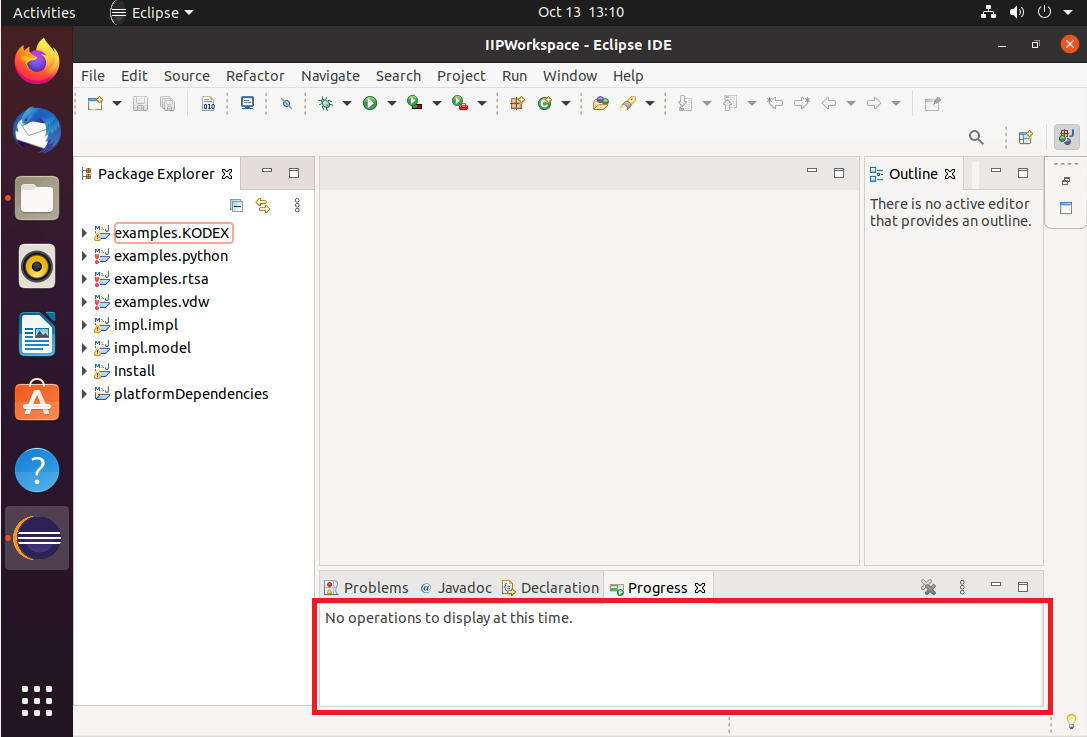 Activities
Eclipse
Oct 13 13:10
IIPWorkspace - Eclipse IDE
File Edit Source Refactor Navigate Search Project Run Window Help
Package Explorer
Outline
There is no active editor
that provides an outline.
examples.KODEX
examples.python
examples.rtsa
examples.vdw
impl.impl
impl.model
Install
platformDependencies
Problems
@ Javadoc
Declaration
Progress
No operations to display at this time.